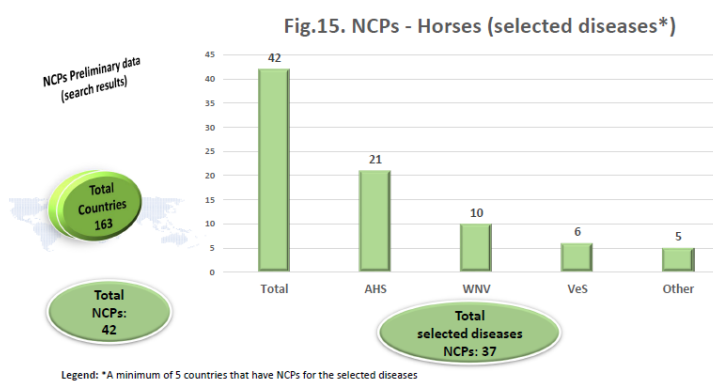 Fig.15. NCPs - Horses (selected diseases*)
NCPs Preliminary data
(search results)
Total
Countries
163
Total
NCPs:
42
45
40
35
30
25
20
15
10
5
0
42
21
10
6
5
Total
AHS
WNV
VeS
Other
Total
selected diseases
NCPs: 37
Legend: *A minimum of 5 countries that have NCPs for the selected diseases